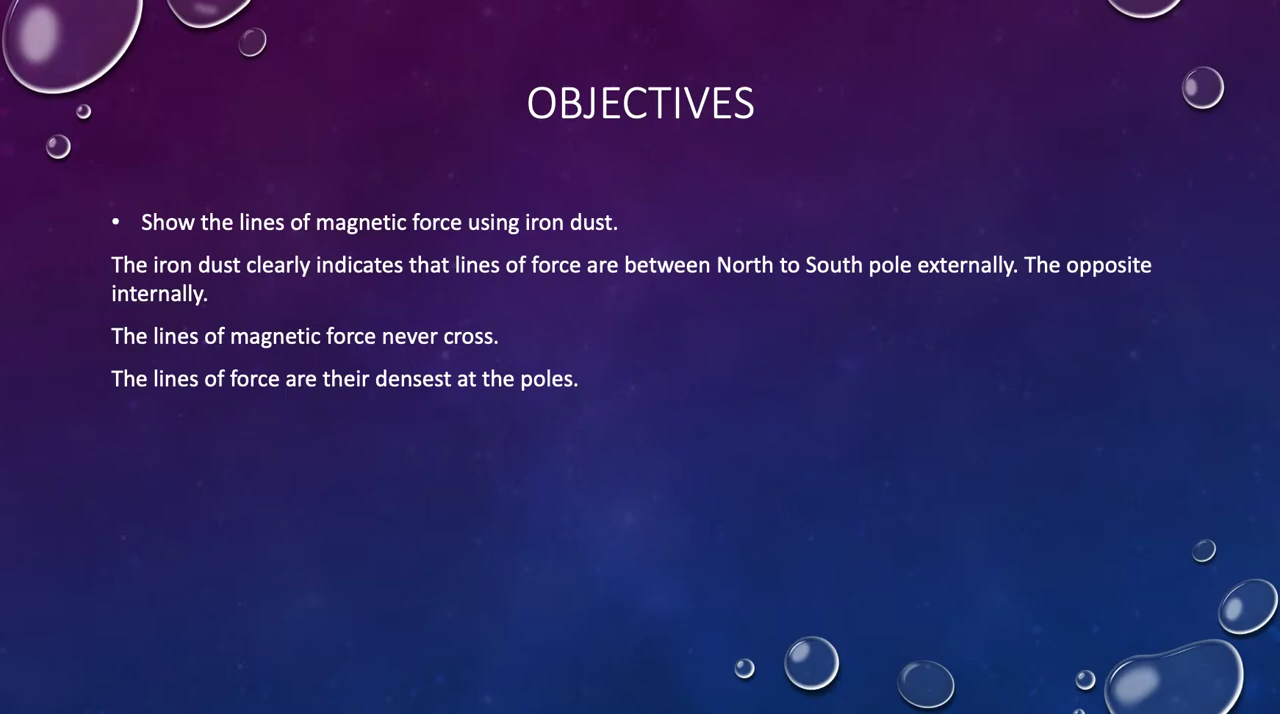 OBJECTIVES
• Show the lines of magnetic force using iron dust.
The iron dust clearly indicates that lines of force are between North to South pole externally. The opposite
internally.
The lines of magnetic force never cross.
The lines of force are their densest at the poles.